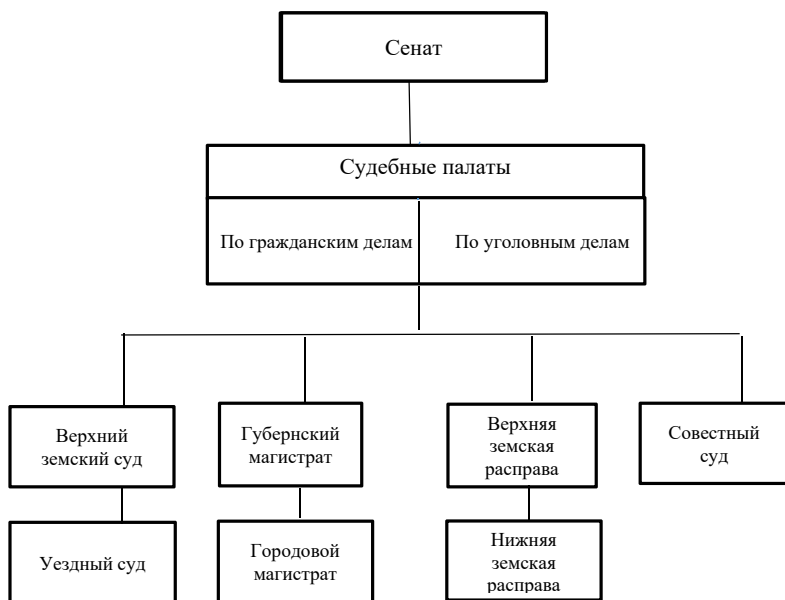 Сенат
Судебные палаты
По гражданским делам
По уголовным делам
Верхний
земский суд
Губернский
магистрат
Верхняя
земская
расправа
Совестный
суд
Уездный суд
Городовой
магистрат
Нижняя
земская
расправа